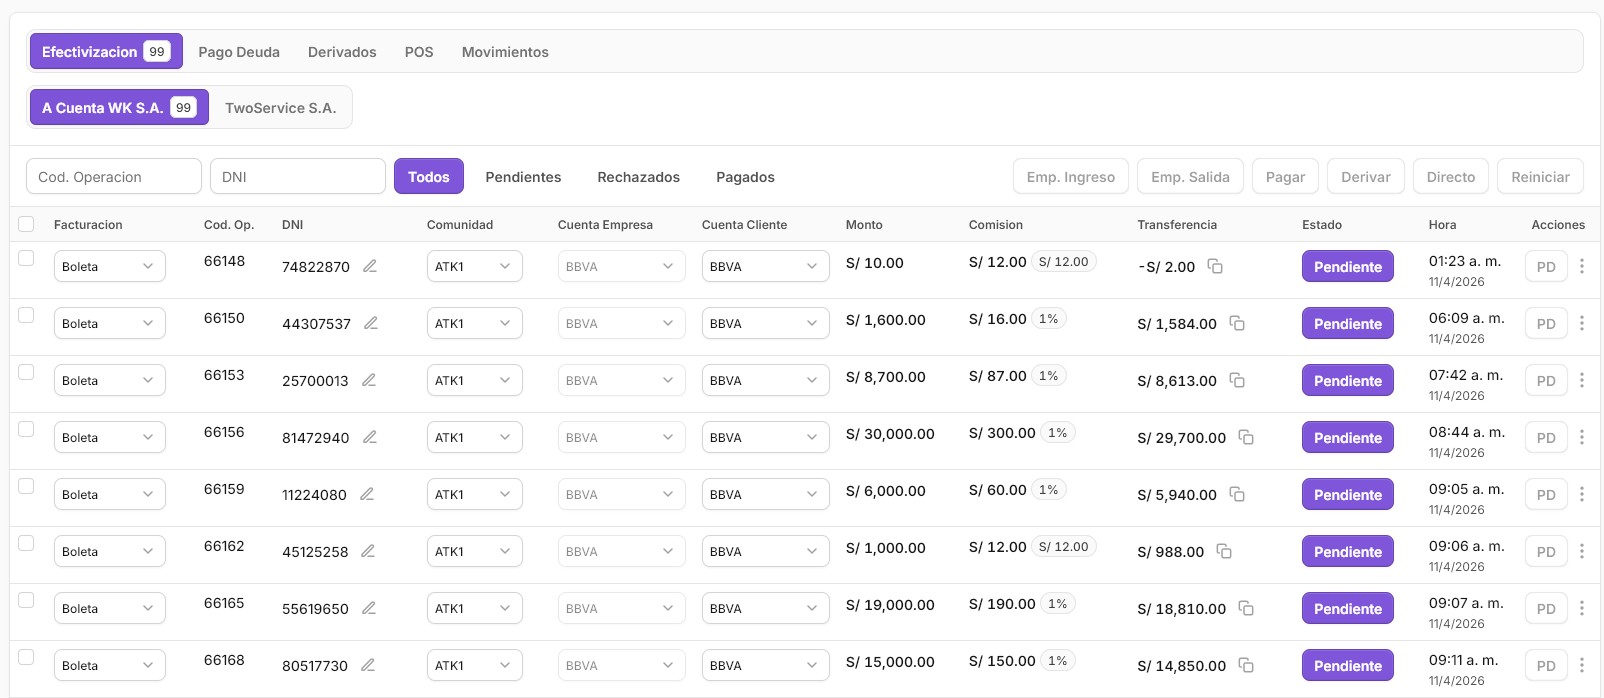 Efectivizacion 99 Pago Deuda Derivados POS Movimientos
A Cuenta WK S.A. 99 TwoService S.A.
Cod. Operacion DNI Todos Pendientes Rechazados Pagados Emp. Ingreso Emp. Salida Pagar Derivar Directo Reiniciar
Facturacion Cod. Op. DNI Comunidad Cuenta Empresa Cuenta Cliente Monto Comision Transferencia Estado Hora Acciones
Boleta 66148 74822870 ATK1 BBVA BBVA S/ 10.00 S/ 12.00 S/ 12.00 -S/ 2.00 Pendiente 01:23 a. m. PD
11/4/2026
Boleta 66150 44307537 ATK1 BBVA BBVA S/ 1,600.00 S/ 16.00 1% S/ 1,584.00 Pendiente 06:09 a. m. PD
11/4/2026
Boleta 66153 25700013 ATK1 BBVA BBVA S/ 8,700.00 S/ 87.00 1% S/ 8,613.00 Pendiente 07:42 a. m. PD
11/4/2026
Boleta 66156 81472940 ATK1 BBVA BBVA S/ 30,000.00 S/ 300.00 1% S/ 29,700.00 Pendiente 08:44 a. m. PD
11/4/2026
Boleta 66159 11224080 ATK1 BBVA BBVA S/ 6,000.00 S/ 60.00 1% S/ 5,940.00 Pendiente 09:05 a. m. PD
11/4/2026
Boleta 66162 45125258 ATK1 BBVA BBVA S/ 1,000.00 S/ 12.00 S/ 12.00 S/ 988.00 Pendiente 09:06 a. m. PD
11/4/2026
Boleta 66165 55619650 ATK1 BBVA BBVA S/ 19,000.00 S/ 190.00 1% S/ 18,810.00 Pendiente 09:07 a. m. PD
11/4/2026
Boleta 66168 80517730 ATK1 BBVA BBVA S/ 15,000.00 S/ 150.00 1% S/ 14,850.00 Pendiente 09:11 a. m. PD
11/4/2026